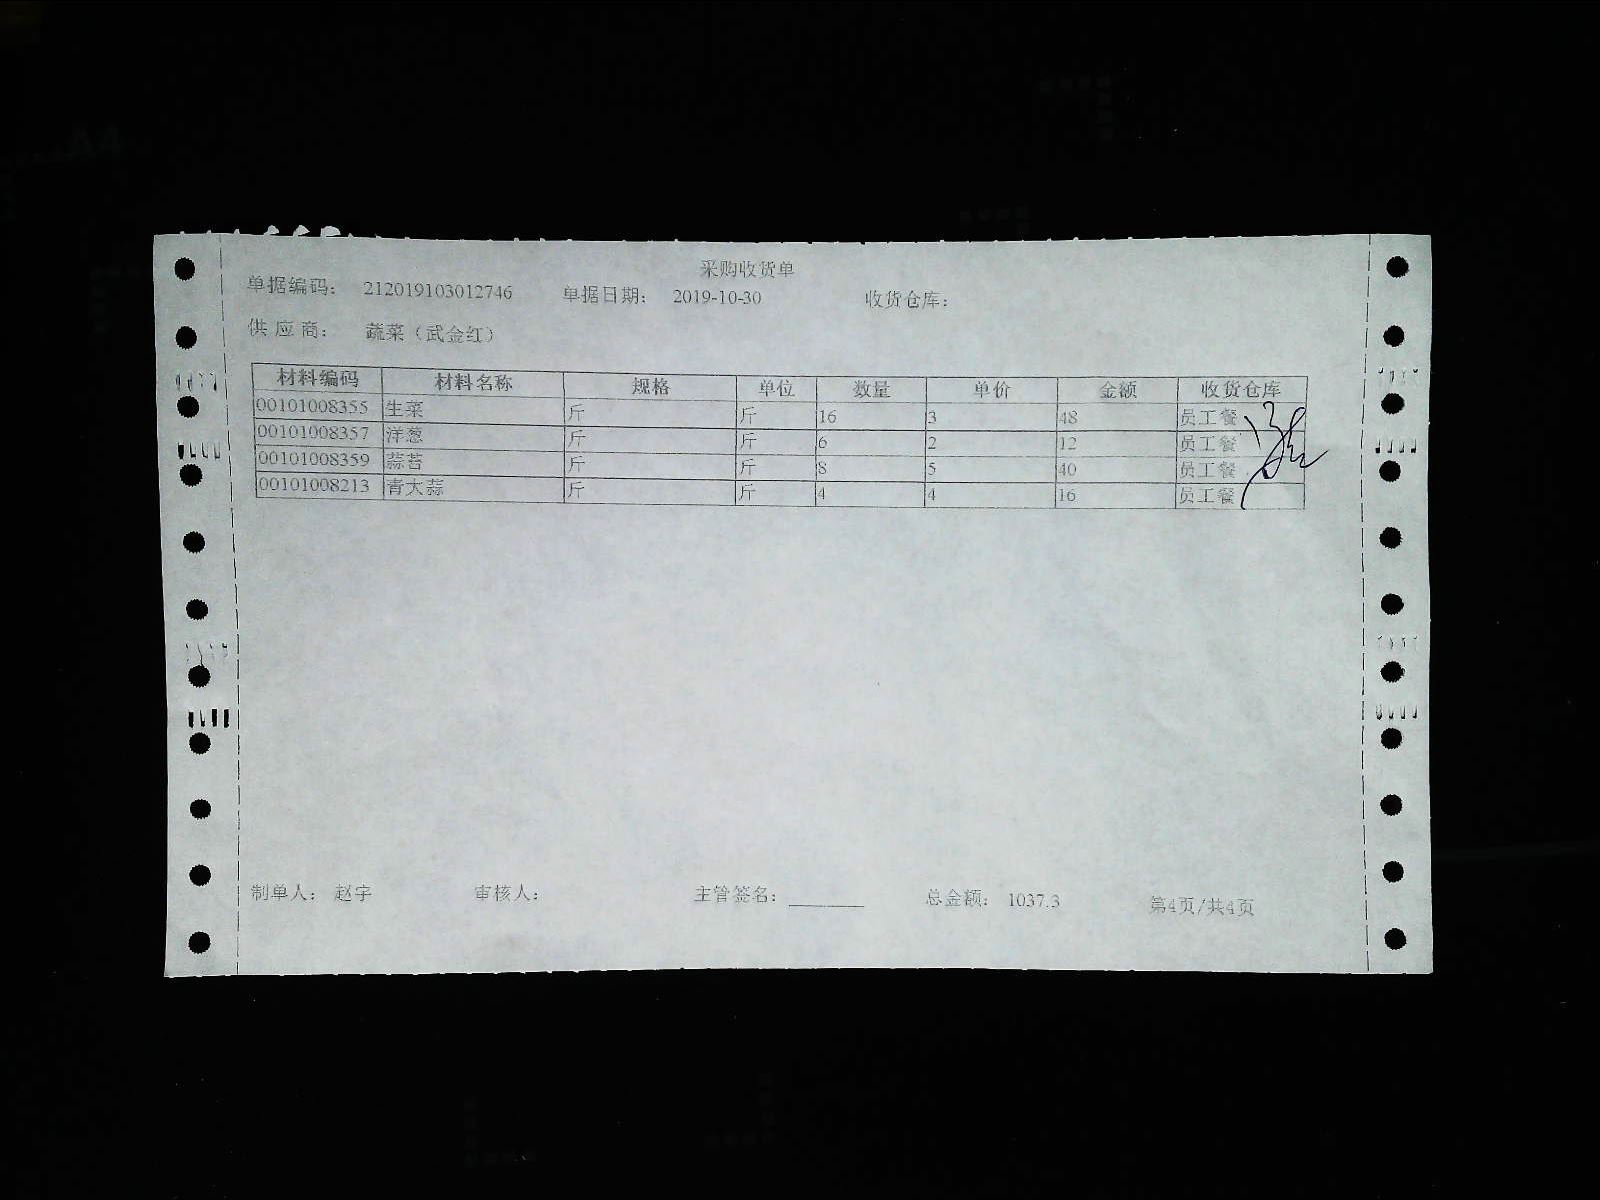 采购收货单
单据编码： 212019103012746 单据日期： 2019-10-30 收货仓库：
供应商： 蔬菜（武金红）
材料编码 材料名称 规格 单位 数量 单价 金额 收货仓库
00101008355 生菜 斤 斤 16 3 48 员工餐
00101008357 洋葱 斤 斤 6 2 12 员工餐
00101008359 蒜苔 斤 斤 8 5 40 员工餐
00101008213 青大蒜 斤 斤 4 4 16 员工餐
制单人： 赵宇 审核人： 主管签名：________ 总金额： 1037.3 第4页/共4页